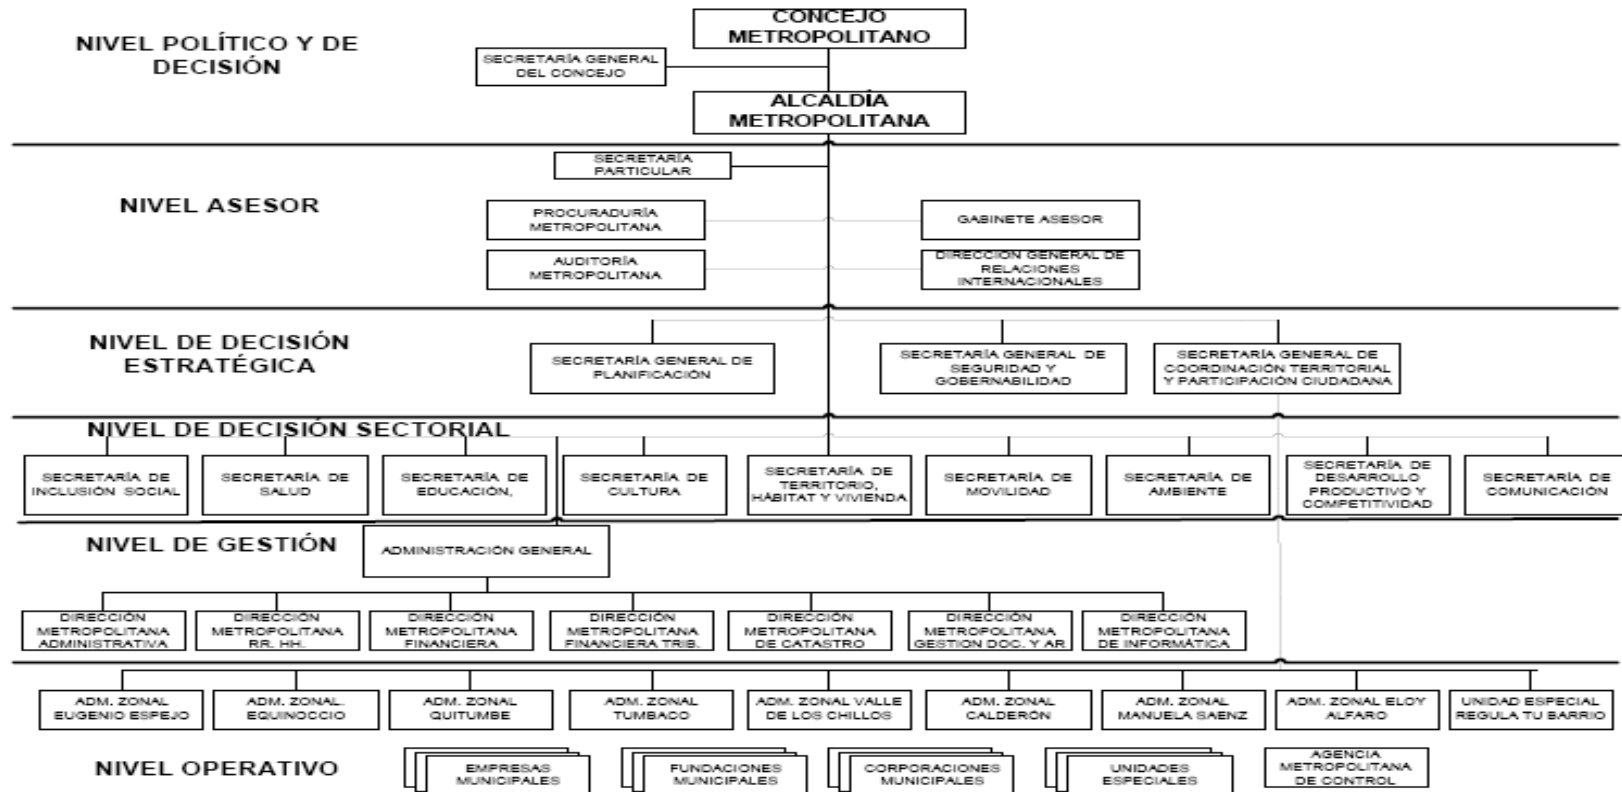 CONCEJO
METROPOLITANO
NIVEL POLÍTICO Y DE
DECISIÓN
SECRETARÍA GENERAL
DEL CONCEJO
ALCALDÍA
METROPOLITANA
SECRETARÍA
PARTICULAR
NIVEL ASESOR
PROCURADURÍA
METROPOLITANA
GABINETE ASESOR
AUDITORÍA
METROPOLITANA
DIRECCIÓN GENERAL DE
RELACIONES
INTERNACIONALES
NIVEL DE DECISIÓN
ESTRATÉGICA
SECRETARÍA GENERAL DE
PLANIFICACIÓN
SECRETARÍA GENERAL DE
SEGURIDAD Y
GOBERNABILIDAD
SECRETARÍA GENERAL DE
COORDINACIÓN TERRITORIAL
Y PARTICIPACIÓN CIUDADANA
NIVEL DE DECISIÓN SECTORIAL
SECRETARÍA DE
INCLUSIÓN SOCIAL
SECRETARÍA DE
SALUD
SECRETARÍA DE
EDUCACIÓN,
SECRETARÍA DE
CULTURA
SECRETARÍA DE
TERRITORIO,
HÁBITAT Y VIVIENDA
SECRETARÍA DE
MOVILIDAD
SECRETARÍA DE
AMBIENTE
SECRETARÍA DE
DESARROLLO
PRODUCTIVO Y
COMPETITIVIDAD
SECRETARÍA DE
COMUNICACIÓN
NIVEL DE GESTIÓN
ADMINISTRACIÓN GENERAL
DIRECCIÓN
METROPOLITANA
ADMINISTRATIVA
DIRECCIÓN
METROPOLITANA
RR. HH.
DIRECCIÓN
METROPOLITANA
FINANCIERA
DIRECCIÓN
METROPOLITANA
FINANCIERA TRIB.
DIRECCIÓN
METROPOLITANA
DE CATASTRO
DIRECCIÓN
METROPOLITANA
GESTION DOC. Y AR
DIRECCIÓN
METROPOLITANA
DE INFORMÁTICA
ADM. ZONAL
EUGENIO ESPEJO
ADM. ZONAL.
EQUINOCCIO
ADM. ZONAL
QUITUMBE
ADM. ZONAL
TUMBACO
ADM. ZONAL VALLE
DE LOS CHILLOS
ADM. ZONAL
CALDERÓN
ADM. ZONAL
MANUELA SAENZ
ADM. ZONAL ELOY
ALFARO
UNIDAD ESPECIAL
REGULA TU BARRIO
NIVEL OPERATIVO
EMPRESAS
MUNICIPALES
FUNDACIONES
MUNICIPALES
CORPORACIONES
MUNICIPALES
UNIDADES
ESPECIALES
AGENCIA
METROPOLITANA
DE CONTROL